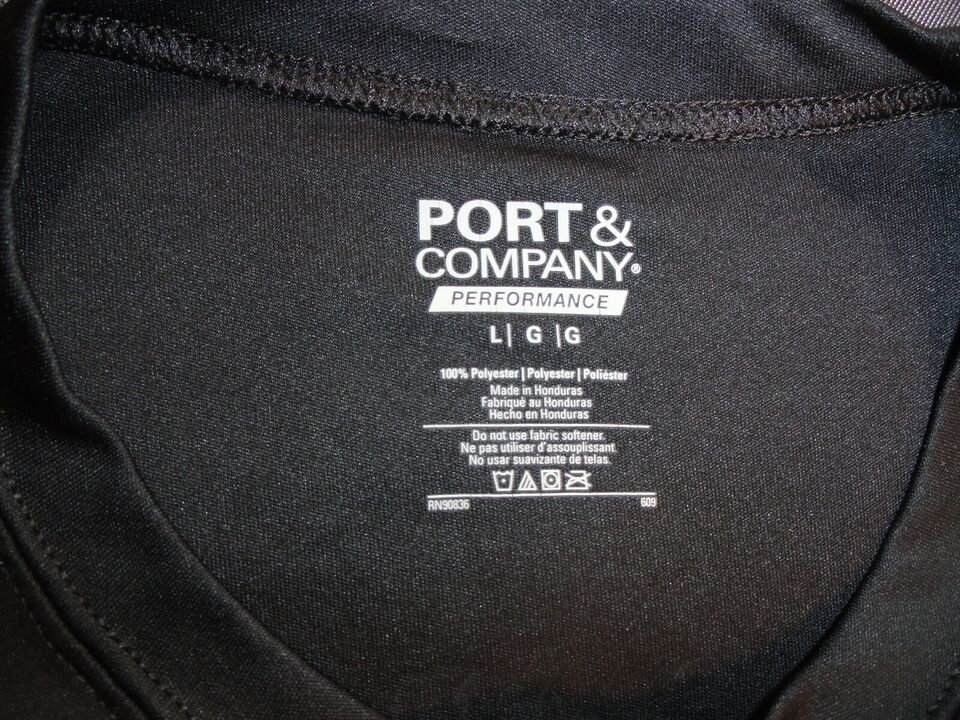 PORT &
COMPANY®
PERFORMANCE
L| G |G
100% Polyester | Polyester | Poliéster
Made in Honduras
Fabriqué au Honduras
Hecho en Honduras
Do not use fabric softener.
Ne pas utiliser d'assouplissant.
No usar suavizante de telas.
RN90836 609